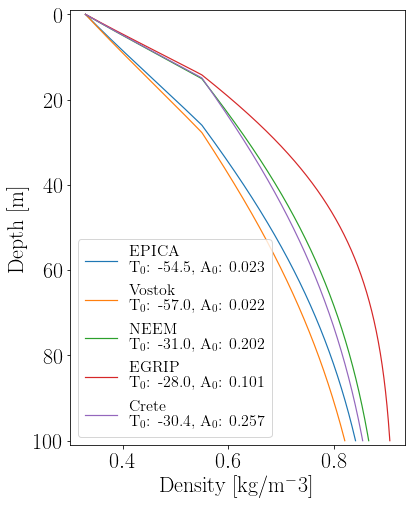 0
20
40
60
80
100
Depth [m]
EPICA
T₀: -54.5, A₀: 0.023
Vostok
T₀: -57.0, A₀: 0.022
NEEM
T₀: -31.0, A₀: 0.202
EGRIP
T₀: -28.0, A₀: 0.101
Crete
T₀: -30.4, A₀: 0.257
0.4 0.6 0.8
Density [kg/m⁻3]